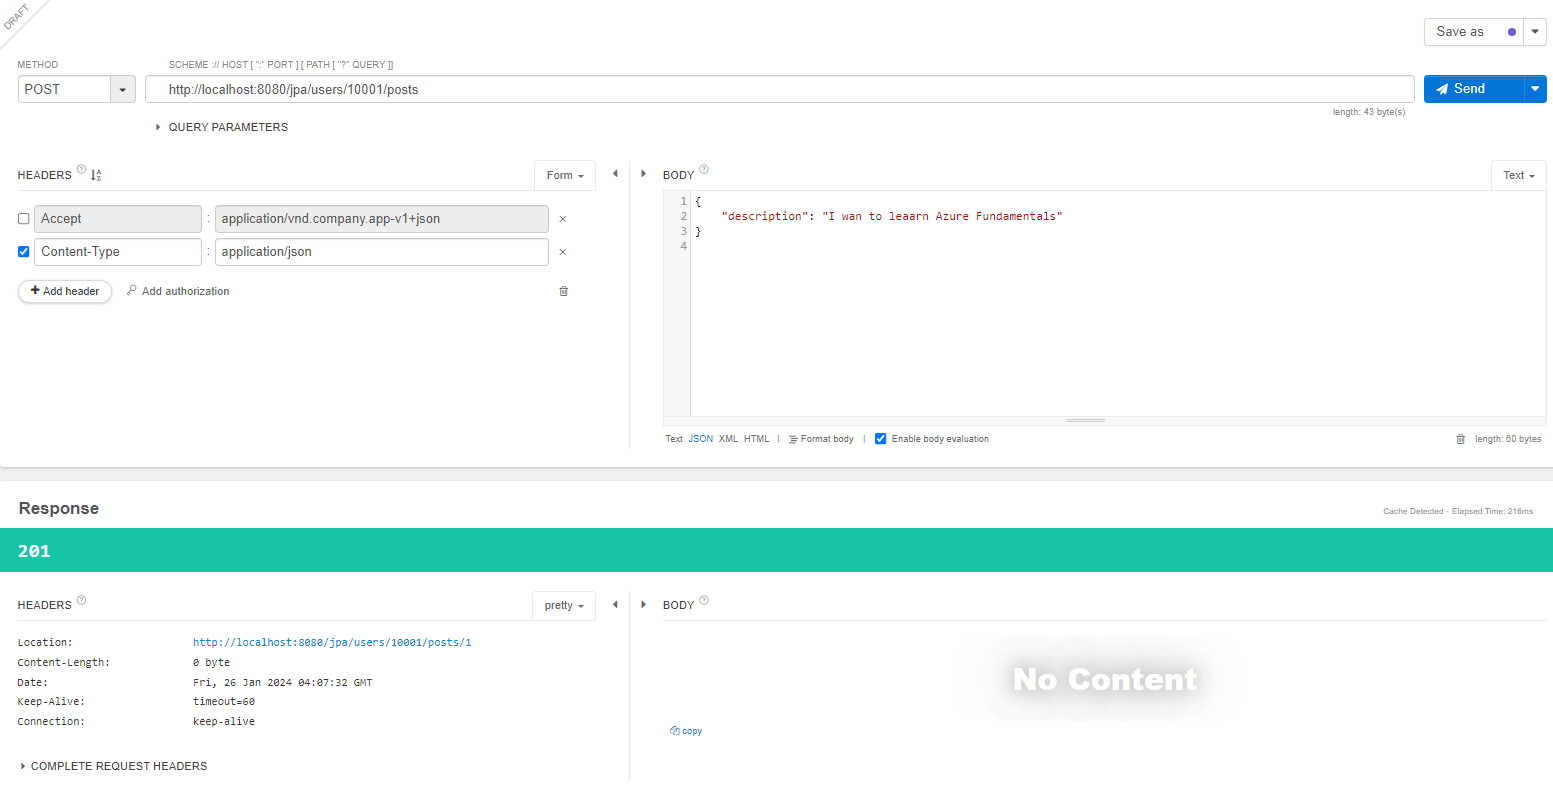 DRAFT
Save as
METHOD
SCHEME :// HOST [ ":" PORT ] [ PATH [ "?" QUERY ]]
POST
http://localhost:8080/jpa/users/10001/posts
Send
length: 43 byte(s)
QUERY PARAMETERS
HEADERS ?
Form
BODY ?
Text
Accept : application/vnd.company.app-v1+json ×
Content-Type : application/json ×
+ Add header
Add authorization
1 {
2 "description": "I wan to leaarn Azure Fundamentals"
3 }
4
Text JSON XML HTML | Format body | Enable body evaluation
length: 60 bytes
Response
Cache Detected - Elapsed Time: 216ms
201
HEADERS ?
pretty
BODY ?
Location: http://localhost:8080/jpa/users/10001/posts/1
Content-Length: 0 byte
Date: Fri, 26 Jan 2024 04:07:32 GMT
Keep-Alive: timeout=60
Connection: keep-alive
No Content
copy
COMPLETE REQUEST HEADERS